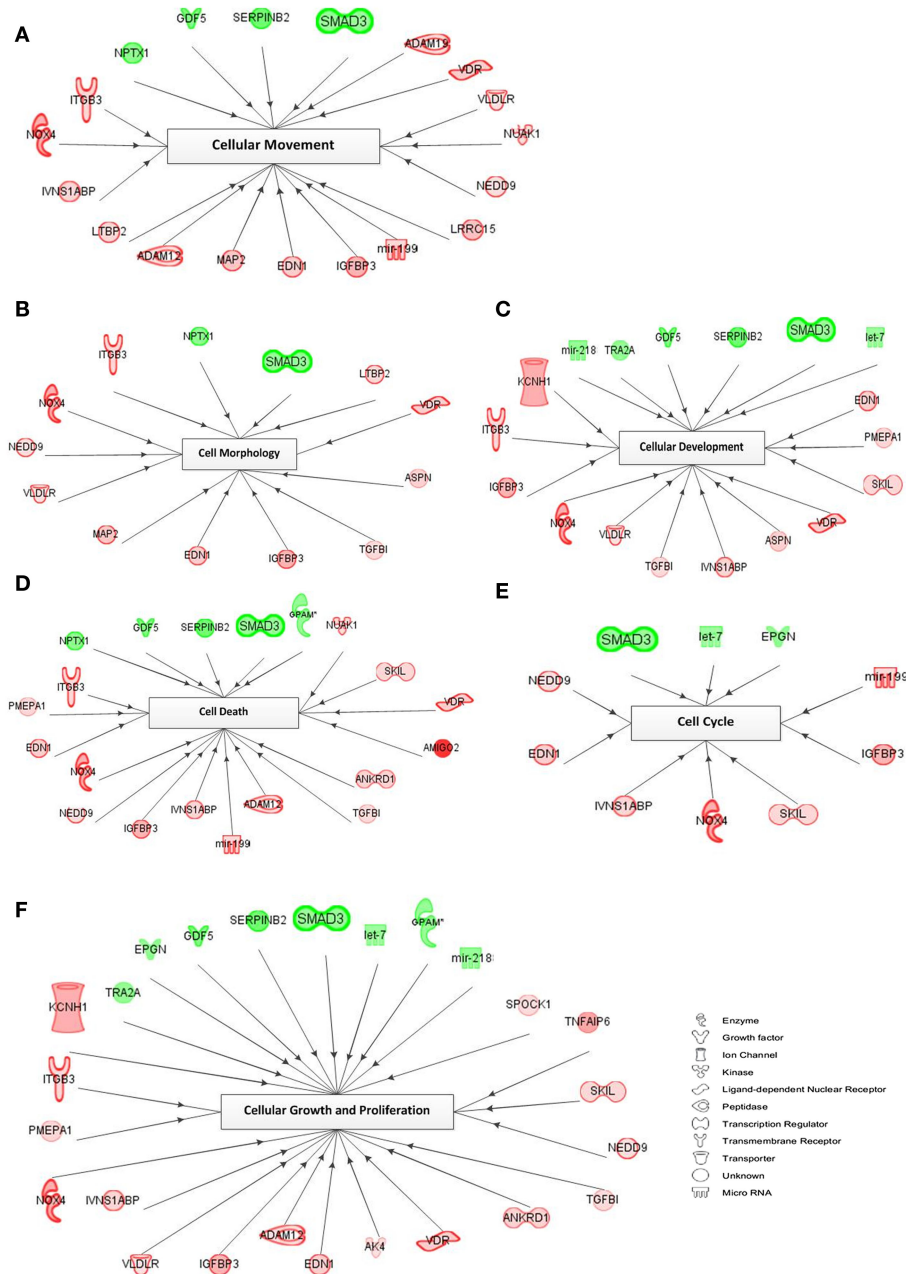 A
GDF5
SERPINB2
SMAD3
ADAM19
NPTX1
VDR
ITGB3
VLDLR
NOX4
NUAK1
Cellular Movement
IVNS1ABP
NEDD9
LTBP2
LRRC15
ADAM12
MAP2
EDN1
IGFBP3
mir-199
B
NPTX1
ITGB3
SMAD3
LTBP2
NOX4
VDR
NEDD9
Cell Morphology
VLDLR
ASPN
MAP2
EDN1
IGFBP3
TGFBI
C
mir-218
TRA2A
GDF5
SERPINB2
SMAD3
let-7
KCNH1
EDN1
ITGB3
PMEPA1
Cellular Development
IGFBP3
SKIL
NOX4
VLDLR
VDR
ASPN
TGFBI
IVNS1ABP
D
NPTX1
GDF5
SERPINB2
SMAD3
GPAM*
NUAK1
ITGB3
SKIL
PMEPA1
VDR
Cell Death
EDN1
AMIGO2
NOX4
ANKRD1
NEDD9
IGFBP3
IVNS1ABP
ADAM12
TGFBI
mir-199
E
SMAD3
let-7
EPGN
NEDD9
mir-199
Cell Cycle
EDN1
IGFBP3
IVNS1ABP
NOX4
SKIL
F
EPGN
GDF5
SERPINB2
SMAD3
let-7
GPAM*
mir-218
TRA2A
KCNH1
SPOCK1
TNFAIP6
ITGB3
SKIL
Cellular Growth and Proliferation
PMEPA1
NEDD9
NOX4
IVNS1ABP
TGFBI
ANKRD1
VLDLR
IGFBP3
ADAM12
EDN1
AK4
VDR
Enzyme
Growth factor
Ion Channel
Kinase
Ligand-dependent Nuclear Receptor
Peptidase
Transcription Regulator
Transmembrane Receptor
Transporter
Unknown
Micro RNA